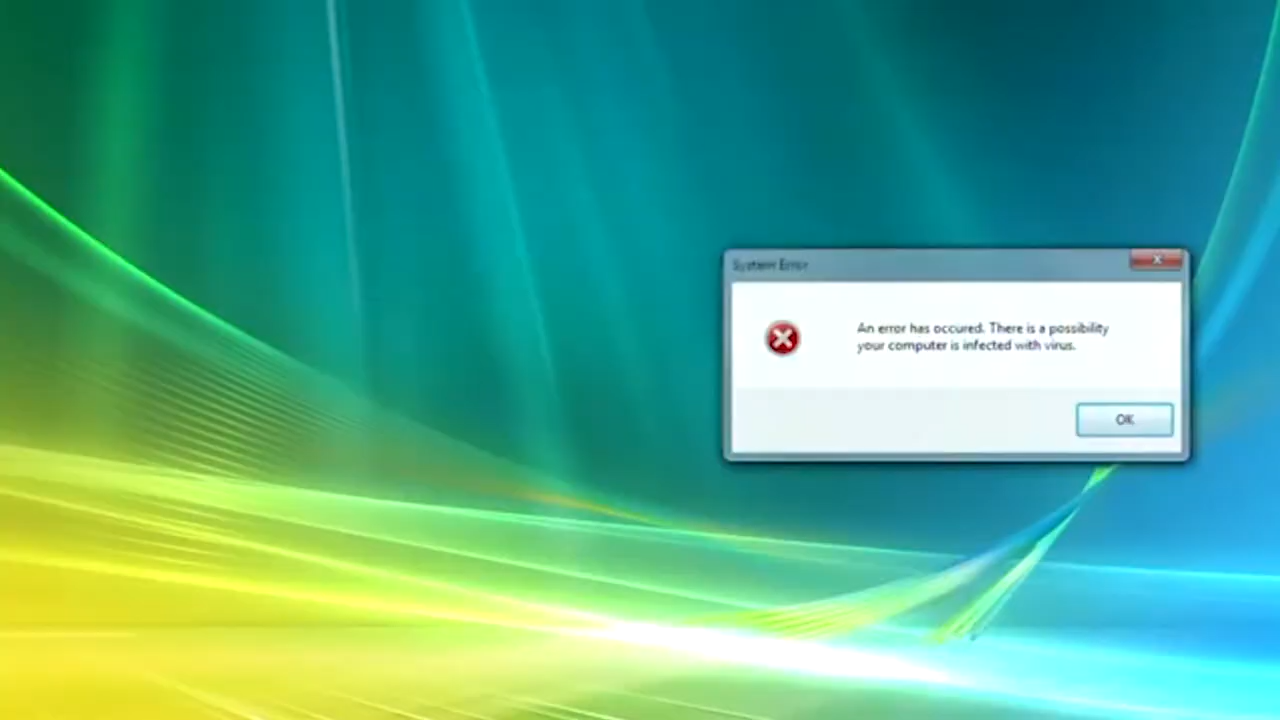 System Error
An error has occured. There is a possibility
your computer is infected with virus.
OK